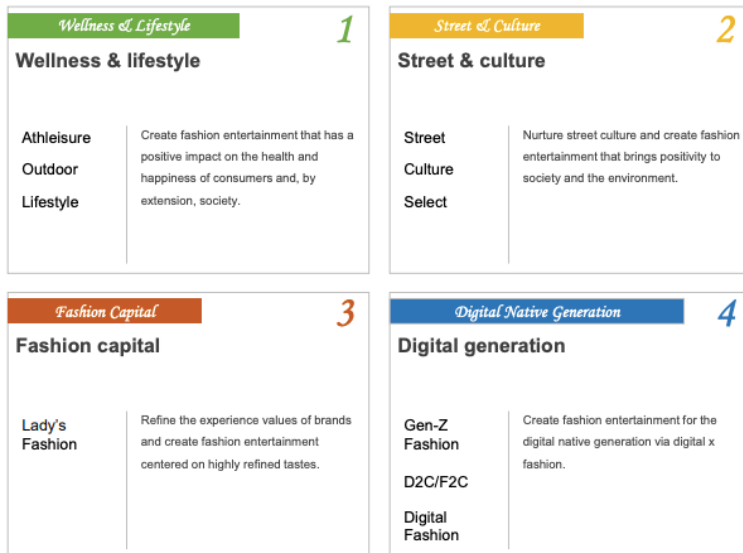 Wellness & Lifestyle
1
Wellness & lifestyle
Athleisure
Outdoor
Lifestyle
Create fashion entertainment that has a
positive impact on the health and
happiness of consumers and, by
extension, society.
Street & Culture
2
Street & culture
Street
Culture
Select
Nurture street culture and create fashion
entertainment that brings positivity to
society and the environment.
Fashion Capital
3
Fashion capital
Lady's
Fashion
Refine the experience values of brands
and create fashion entertainment
centered on highly refined tastes.
Digital Native Generation
4
Digital generation
Gen-Z
Fashion
D2C/F2C
Digital
Fashion
Create fashion entertainment for the
digital native generation via digital x
fashion.